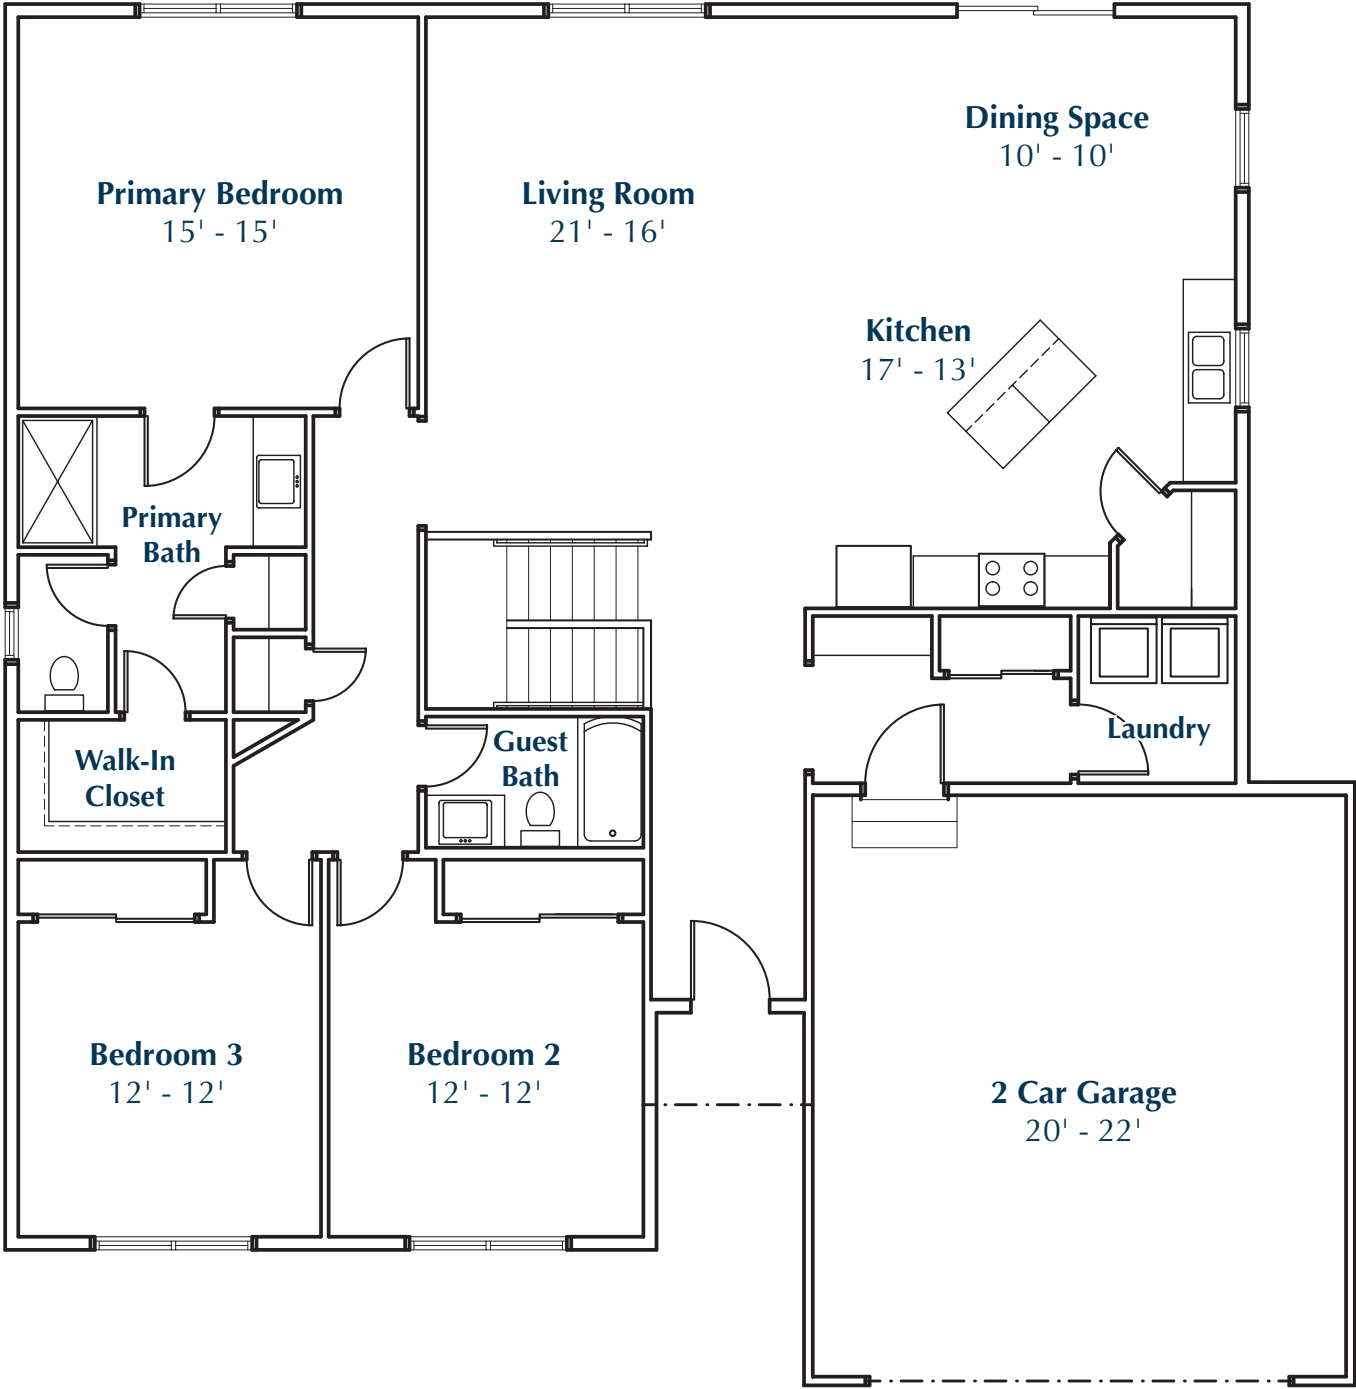 Dining Space
10' - 10'
Primary Bedroom
15' - 15'
Living Room
21' - 16'
Kitchen
17' - 13'
Primary
Bath
Guest
Bath
Laundry
Walk-In
Closet
Bedroom 3
12' - 12'
Bedroom 2
12' - 12'
2 Car Garage
20' - 22'